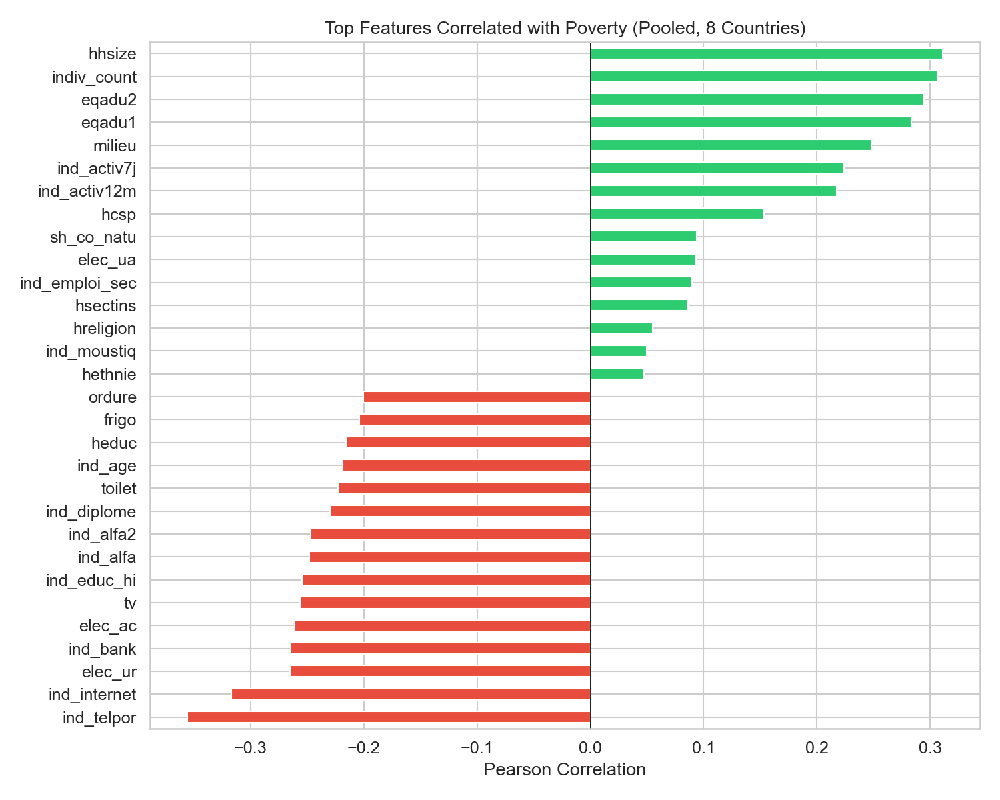 Top Features Correlated with Poverty (Pooled, 8 Countries)
hhsize
indiv_count
eqadu2
eqadu1
milieu
ind_activ7j
ind_activ12m
hcsp
sh_co_natu
elec_ua
ind_emploi_sec
hsectins
hreligion
ind_moustiq
hethnie
ordure
frigo
heduc
ind_age
toilet
ind_diplome
ind_alfa2
ind_alfa
ind_educ_hi
tv
elec_ac
ind_bank
elec_ur
ind_internet
ind_telpor
−0.3 −0.2 −0.1 0.0 0.1 0.2 0.3
Pearson Correlation